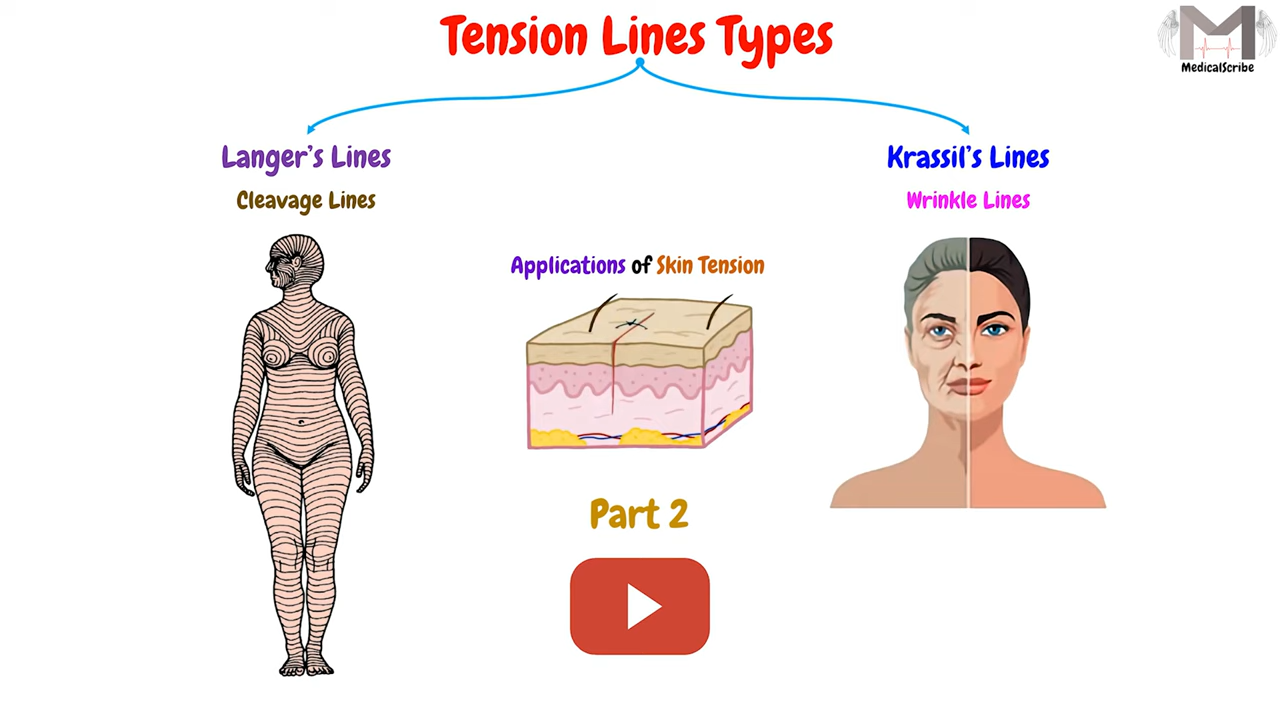 Tension Lines Types
MedicalScribe
Langer's Lines
Cleavage Lines
Krassil's Lines
Wrinkle Lines
Applications of Skin Tension
Part 2